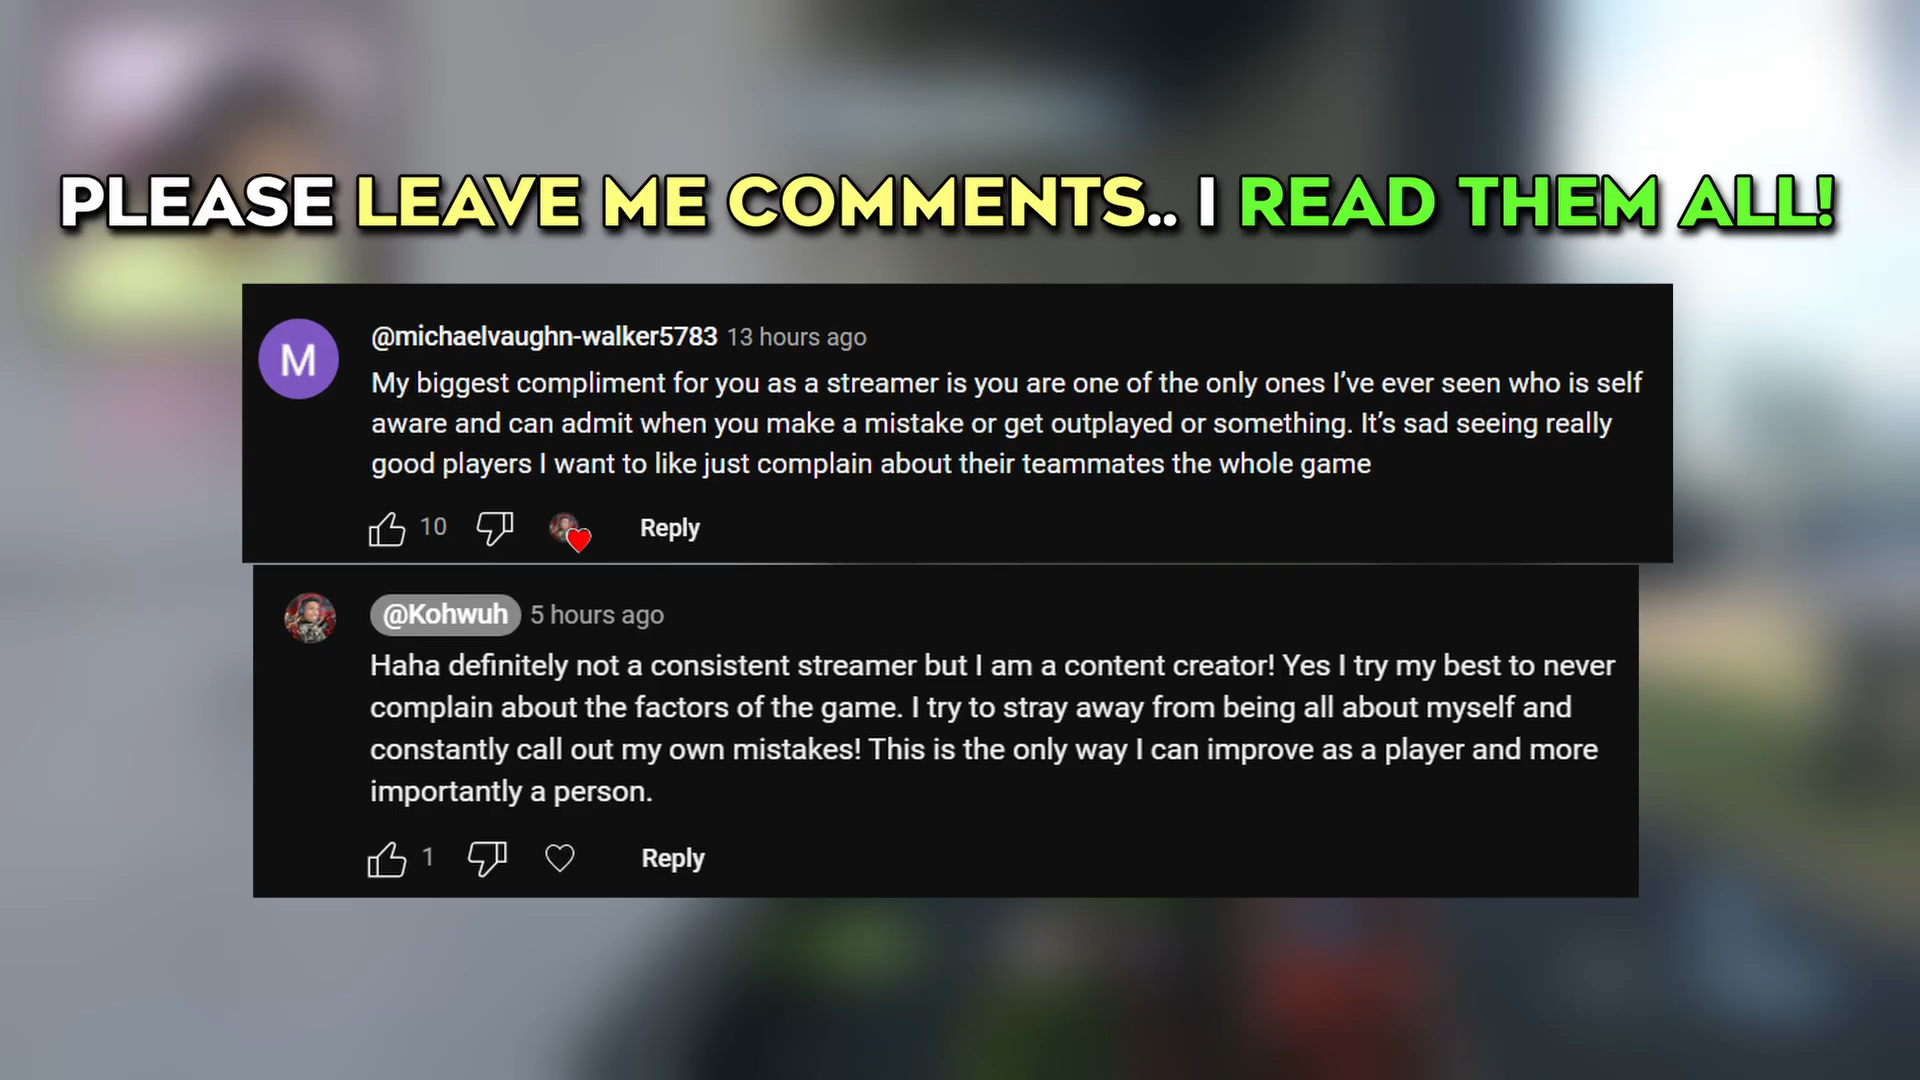 PLEASE LEAVE ME COMMENTS.. I READ THEM ALL!
M
@michaelvaughn-walker5783 13 hours ago
My biggest compliment for you as a streamer is you are one of the only ones I’ve ever seen who is self
aware and can admit when you make a mistake or get outplayed or something. It’s sad seeing really
good players I want to like just complain about their teammates the whole game
10 Reply
@Kohwuh 5 hours ago
Haha definitely not a consistent streamer but I am a content creator! Yes I try my best to never
complain about the factors of the game. I try to stray away from being all about myself and
constantly call out my own mistakes! This is the only way I can improve as a player and more
importantly a person.
1 Reply